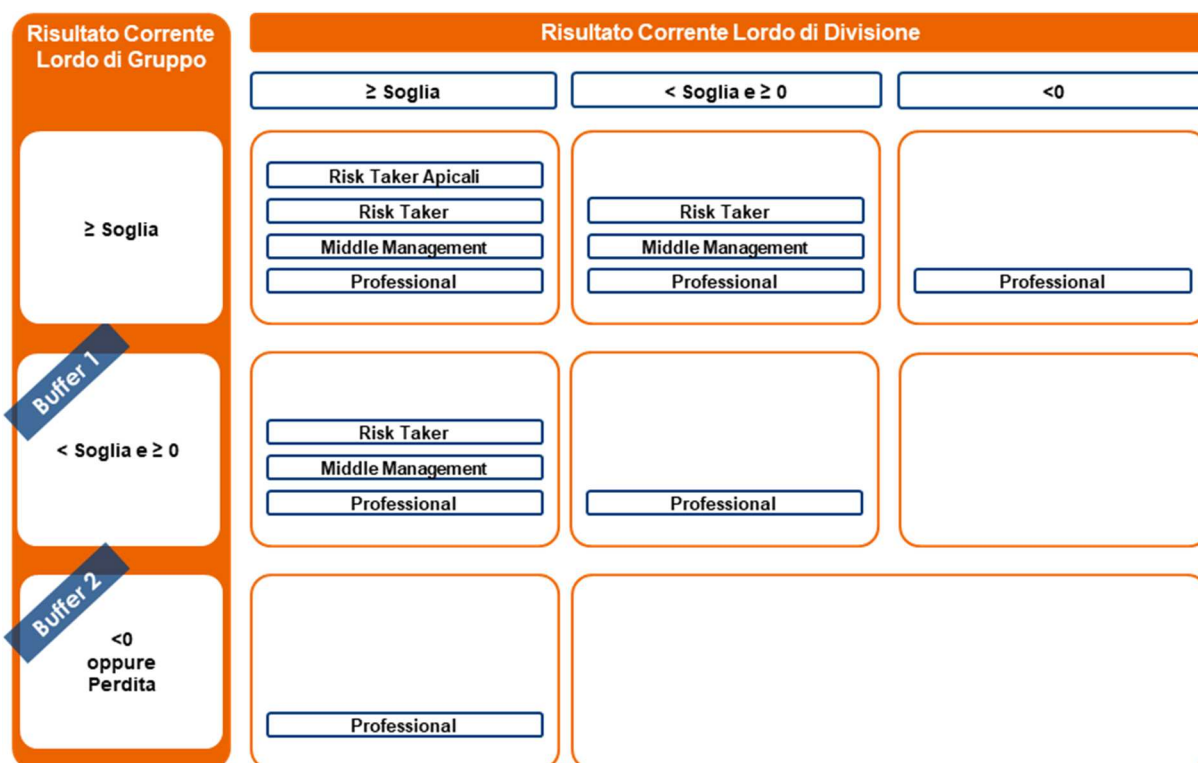 Risultato Corrente
Lordo di Gruppo
Risultato Corrente Lordo di Divisione
≥ Soglia
< Soglia e ≥ 0
<0
≥ Soglia
Risk Taker Apicali
Risk Taker
Middle Management
Professional
Risk Taker
Middle Management
Professional
Professional
Buffer 1
< Soglia e ≥ 0
Risk Taker
Middle Management
Professional
Professional
Buffer 2
<0
oppure
Perdita
Professional